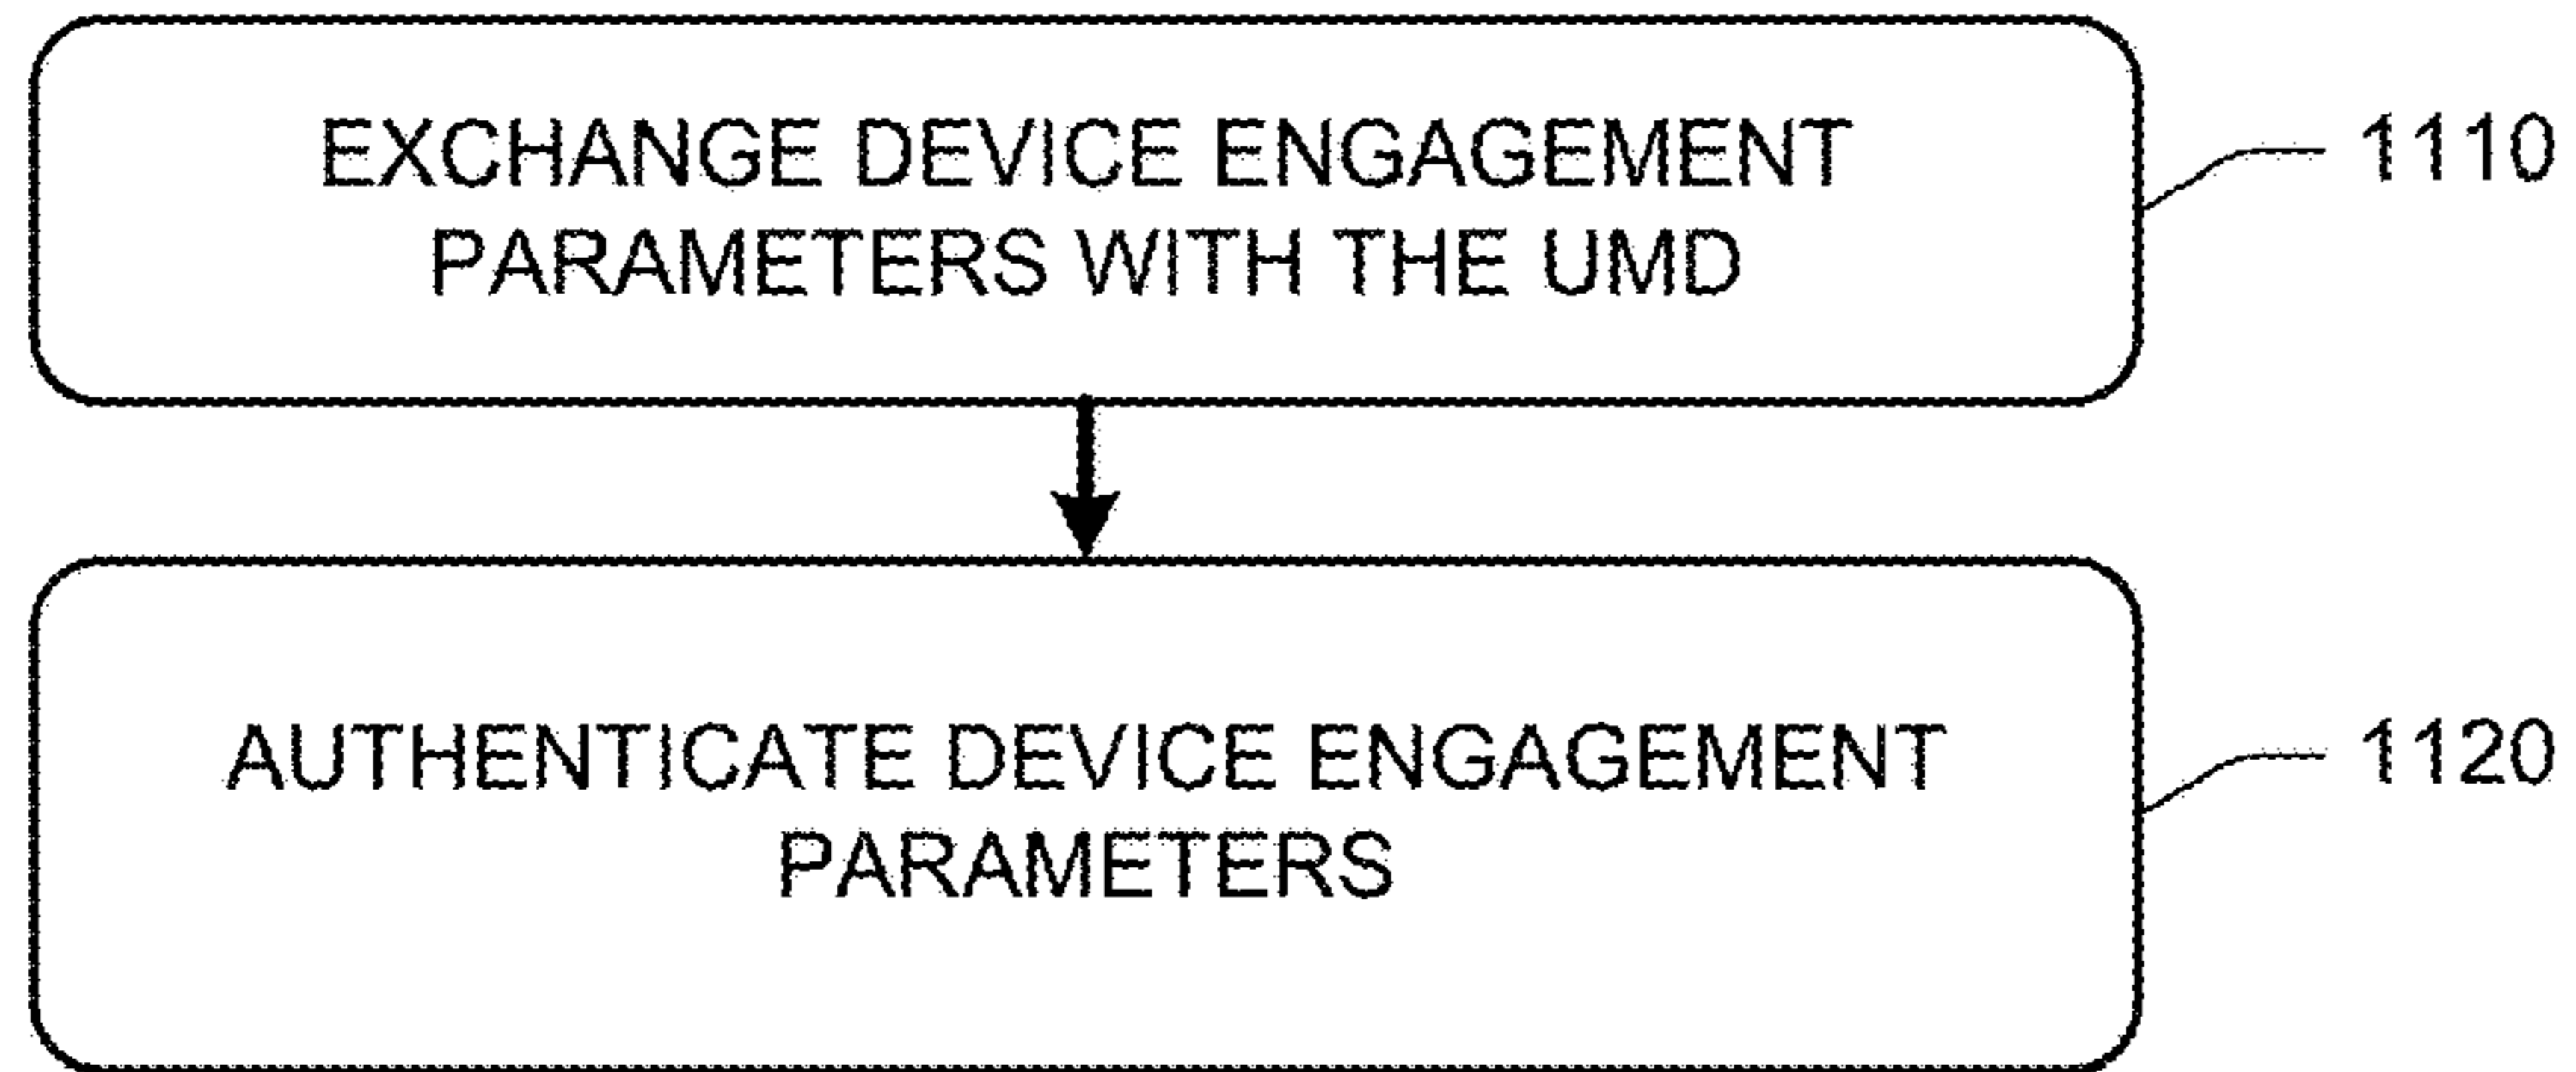 EXCHANGE DEVICE ENGAGEMENT
PARAMETERS WITH THE UMD
1110
AUTHENTICATE DEVICE ENGAGEMENT
PARAMETERS
1120